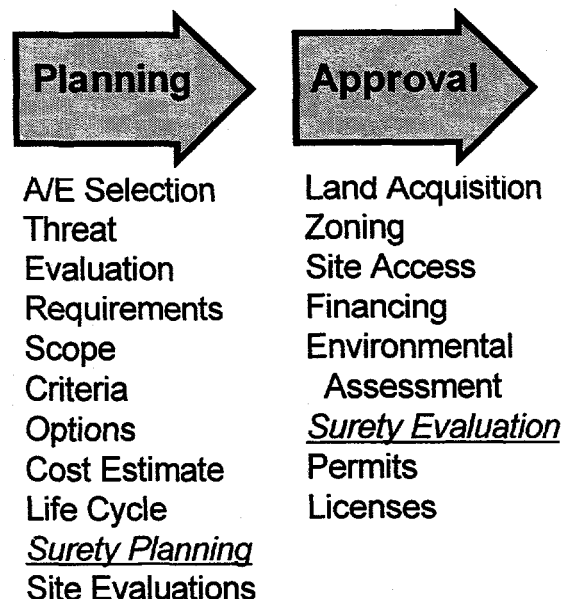 Planning
A/E Selection
Threat
Evaluation
Requirements
Scope
Criteria
Options
Cost Estimate
Life Cycle
Surety Planning
Site Evaluations
Approval
Land Acquisition
Zoning
Site Access
Financing
Environmental
Assessment
Surety Evaluation
Permits
Licenses